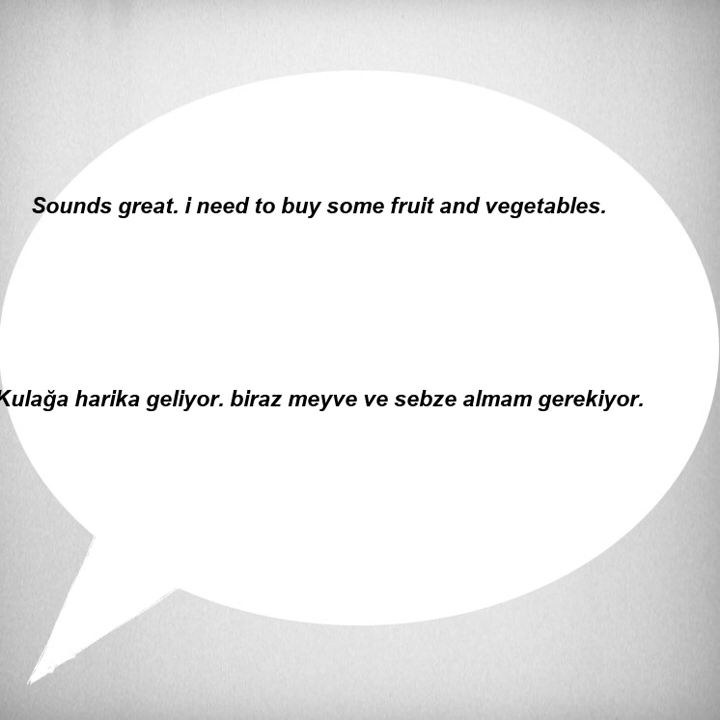 Sounds great. i need to buy some fruit and vegetables.
Kulağa harika geliyor. biraz meyve ve sebze almam gerekiyor.